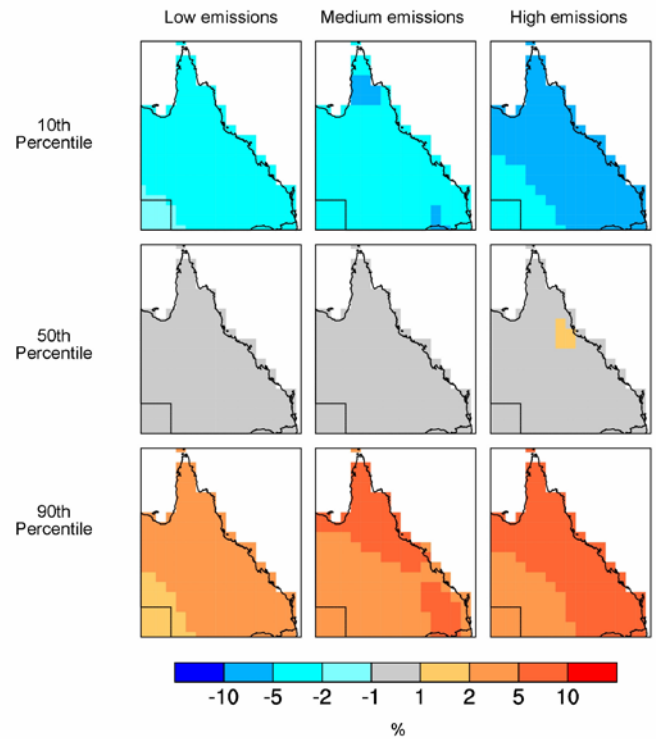 Low emissions Medium emissions High emissions
10th
Percentile
50th
Percentile
90th
Percentile
-10 -5 -2 -1 1 2 5 10
%